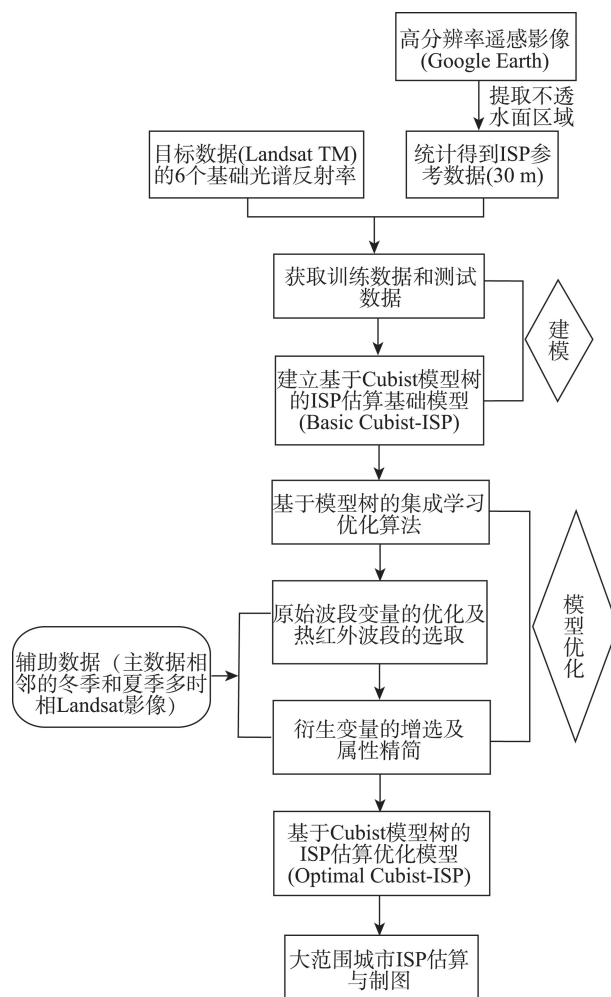 高分辨率遥感影像
(Google Earth)
提取不透
水面区域
目标数据(Landsat TM)
的6个基础光谱反射率
统计得到ISP参
考数据(30 m)
获取训练数据和测试
数据
建模
建立基于Cubist模型树
的ISP估算基础模型
(Basic Cubist-ISP)
基于模型树的集成学习
优化算法
原始波段变量的优化及
热红外波段的选取
模型优化
辅助数据（主数据相
邻的冬季和夏季多时
相Landsat影像）
衍生变量的增选及
属性精简
基于Cubist模型树的
ISP估算优化模型
(Optimal Cubist-ISP)
大范围城市ISP估算
与制图